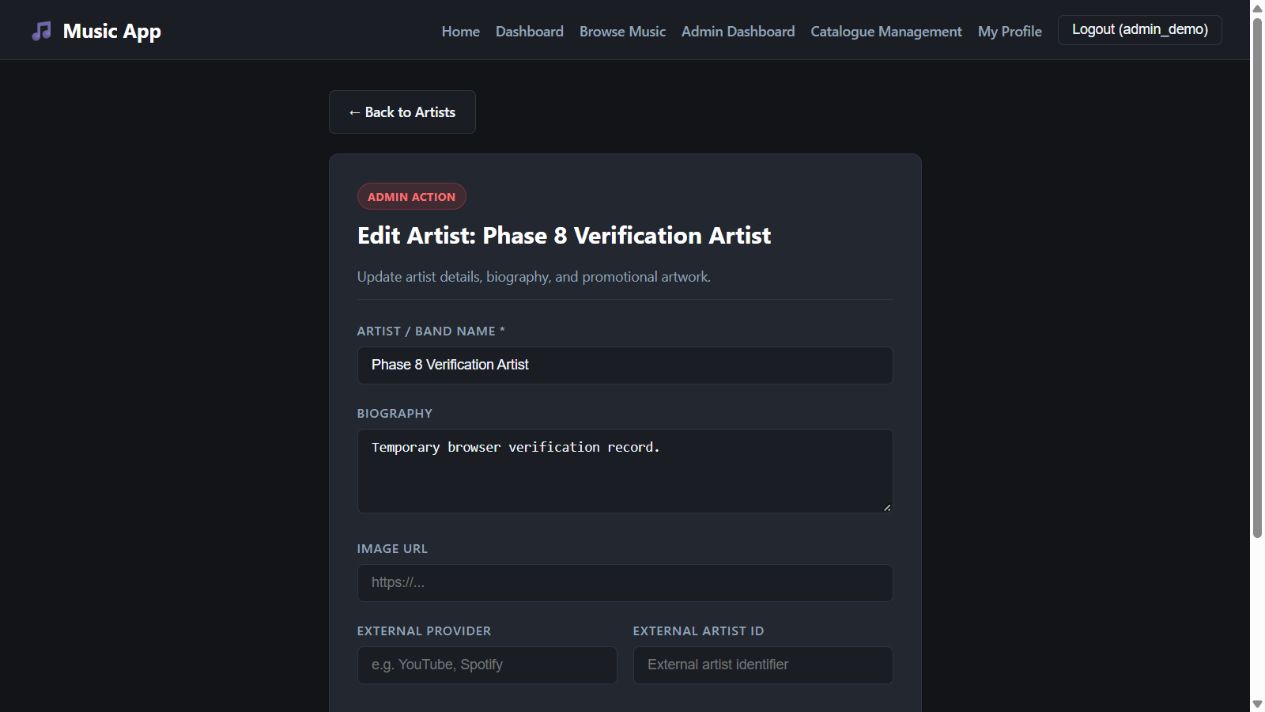 Music App
Home Dashboard Browse Music Admin Dashboard Catalogue Management My Profile Logout (admin_demo)
← Back to Artists
ADMIN ACTION
Edit Artist: Phase 8 Verification Artist
Update artist details, biography, and promotional artwork.
ARTIST / BAND NAME *
Phase 8 Verification Artist
BIOGRAPHY
Temporary browser verification record.
IMAGE URL
https://...
EXTERNAL PROVIDER EXTERNAL ARTIST ID
e.g. YouTube, Spotify External artist identifier